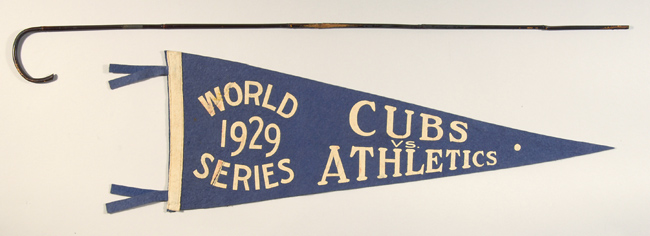 WORLD
1929
SERIES
CUBS
VS.
ATHLETICS